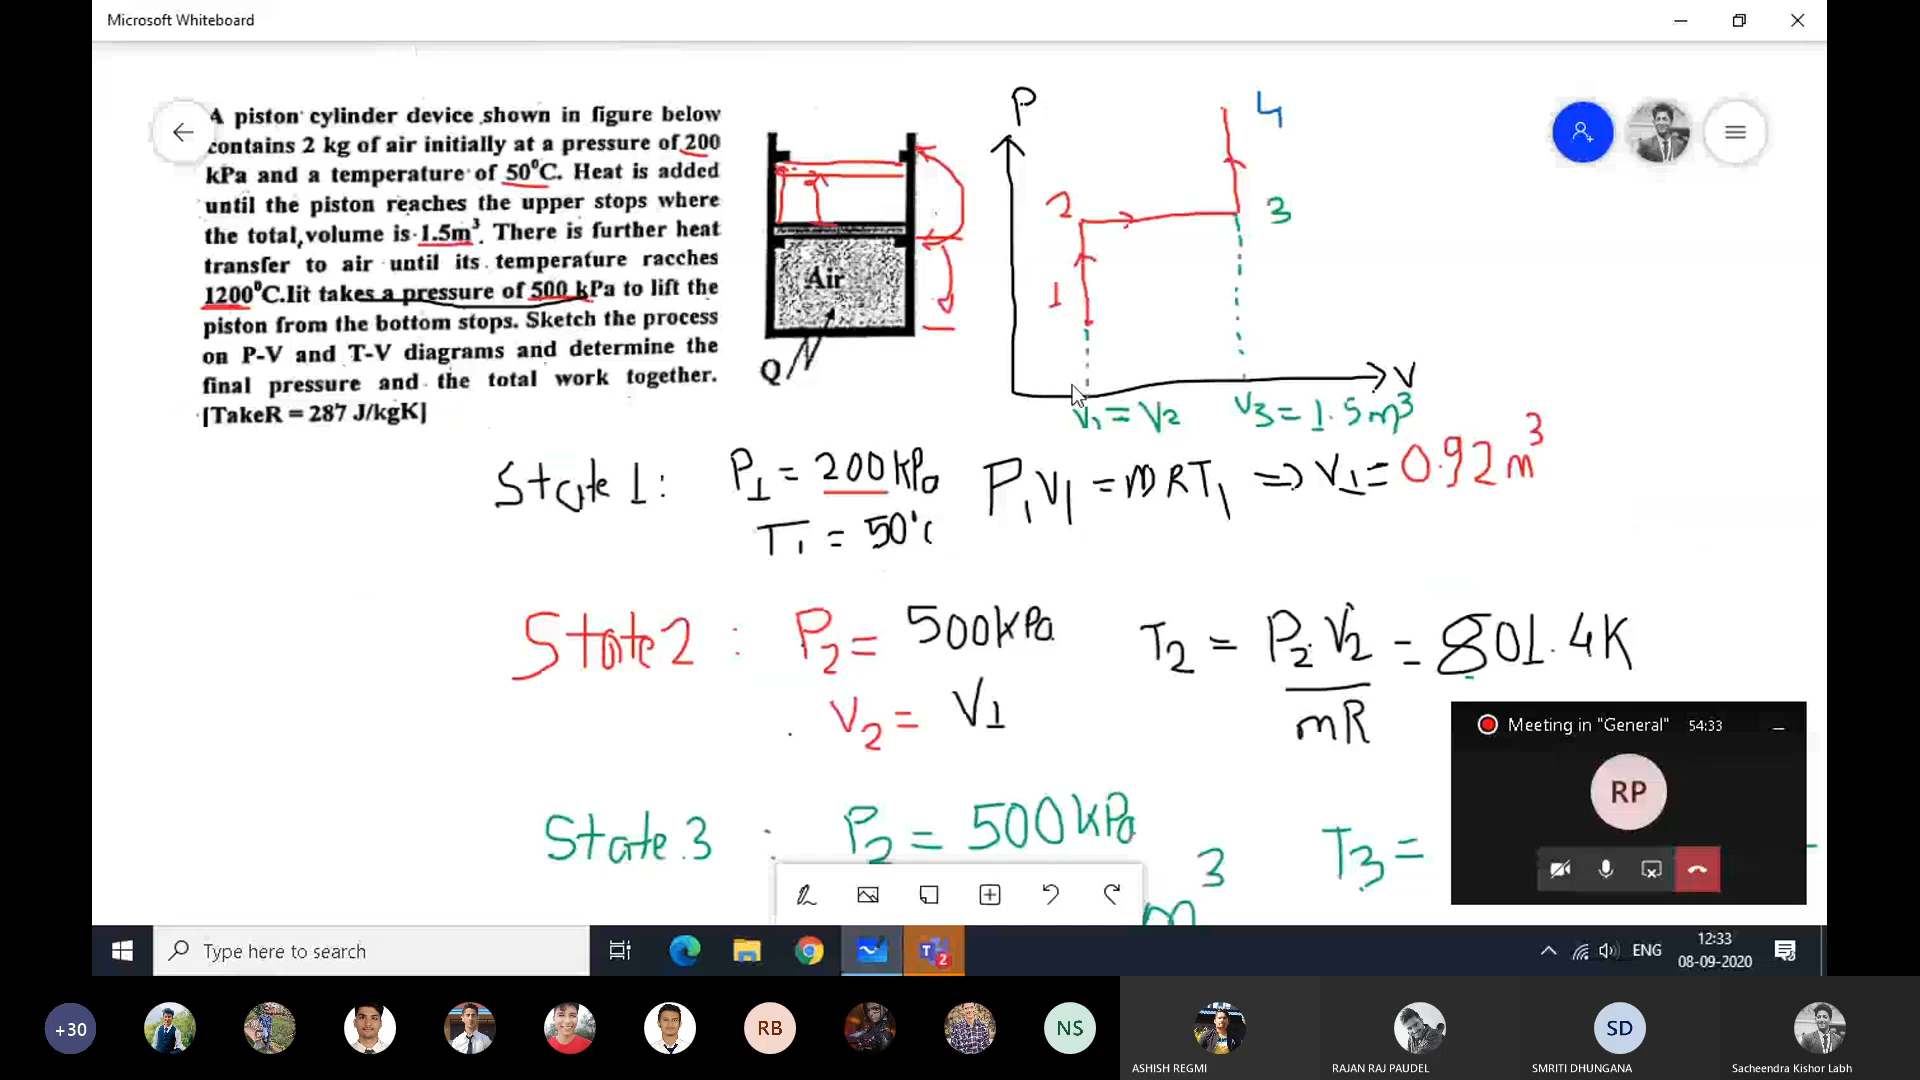 Microsoft Whiteboard
A piston cylinder device shown in figure below
contains 2 kg of air initially at a pressure of 200
kPa and a temperature of 50⁰C. Heat is added
until the piston reaches the upper stops where
the total volume is 1.5m³. There is further heat
transfer to air until its temperature racches
1200⁰C.Iit takes a pressure of 500 kPa to lift the
piston from the bottom stops. Sketch the process
on P-V and T-V diagrams and determine the
final pressure and the total work together.
[TakeR = 287 J/kgK]
Air
Q
P
4
2
3
1
V
V₁ = V₂
V₃ = 1.5m³
State 1: P₁ = 200kPa P₁V₁ = mRT₁ ⇒ V₁ = 0.92m³
T₁ = 50°C
State2 : P₂ = 500kPa T₂ = P₂V₂/mR = 801.4K
V₂ = V₁
State.3 : P₂ = 500kPa T₃ =
m³
Meeting in "General" 54:33
RP
Type here to search
2
ENG
12:33
08-09-2020
+30
RB
NS
SD
ASHISH REGMI
RAJAN RAJ PAUDEL
SMRITI DHUNGANA
Sacheendra Kishor Labh